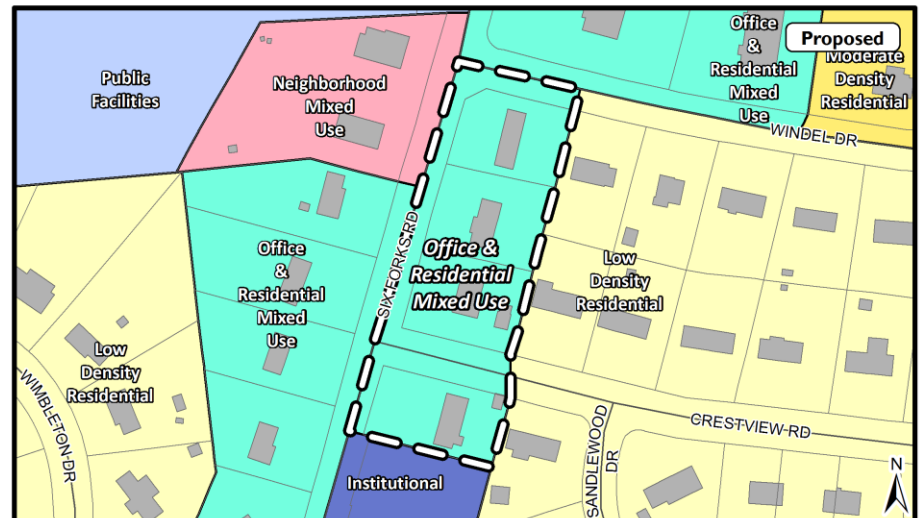 Proposed
Public
Facilities
Neighborhood
Mixed
Use
Office
&
Residential
Mixed
Use
Moderate
Density
Residential
WINDEL DR
SIX FORKS RD
Office &
Residential
Mixed Use
Office
&
Residential
Mixed
Use
Low
Density
Residential
Low
Density
Residential
WIMBLETON DR
CRESTVIEW RD
SANDLEWOOD
DR
Institutional
N